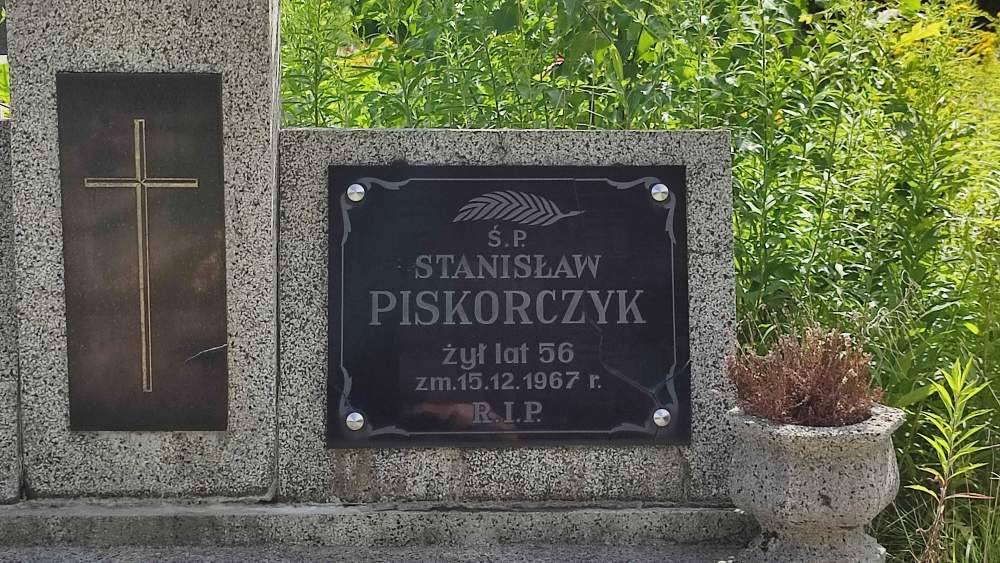 Ś.P.
STANISŁAW
PISKORCZYK
żył lat 56
zm.15.12.1967 r.
R.I.P.